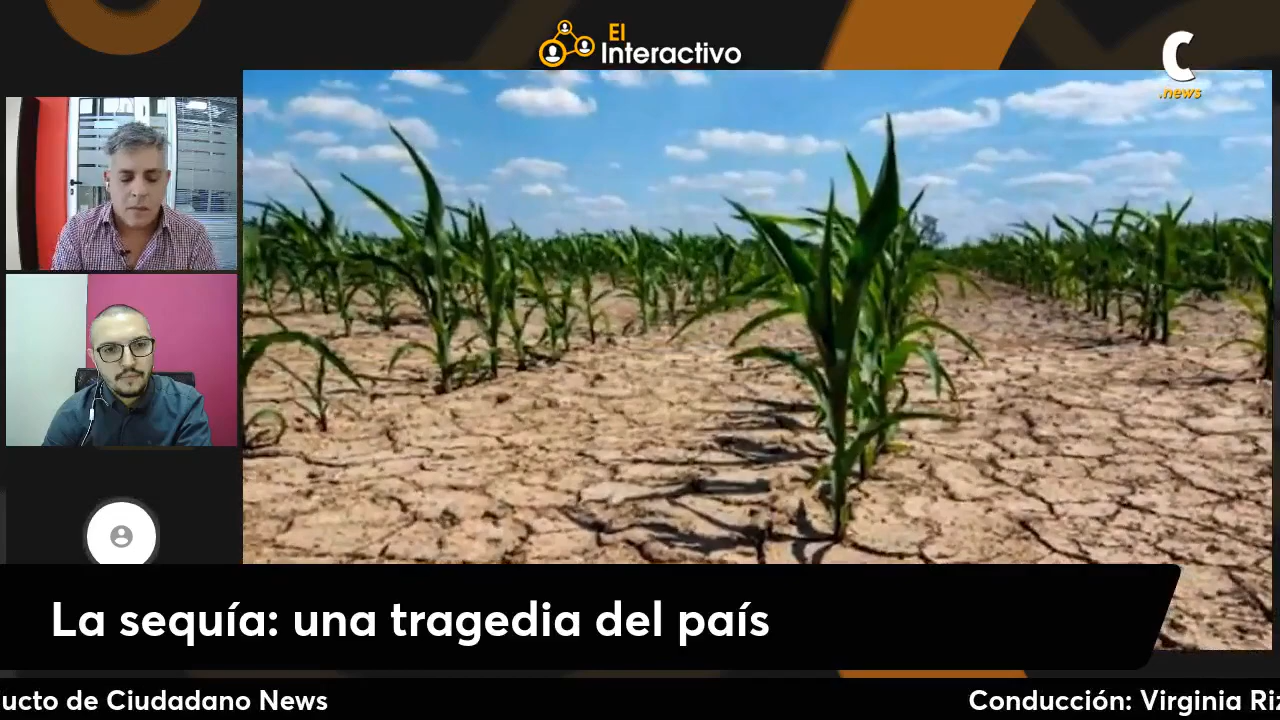 El
Interactivo
C
.news
La sequía: una tragedia del país
ucto de Ciudadano News
Conducción: Virginia Riz